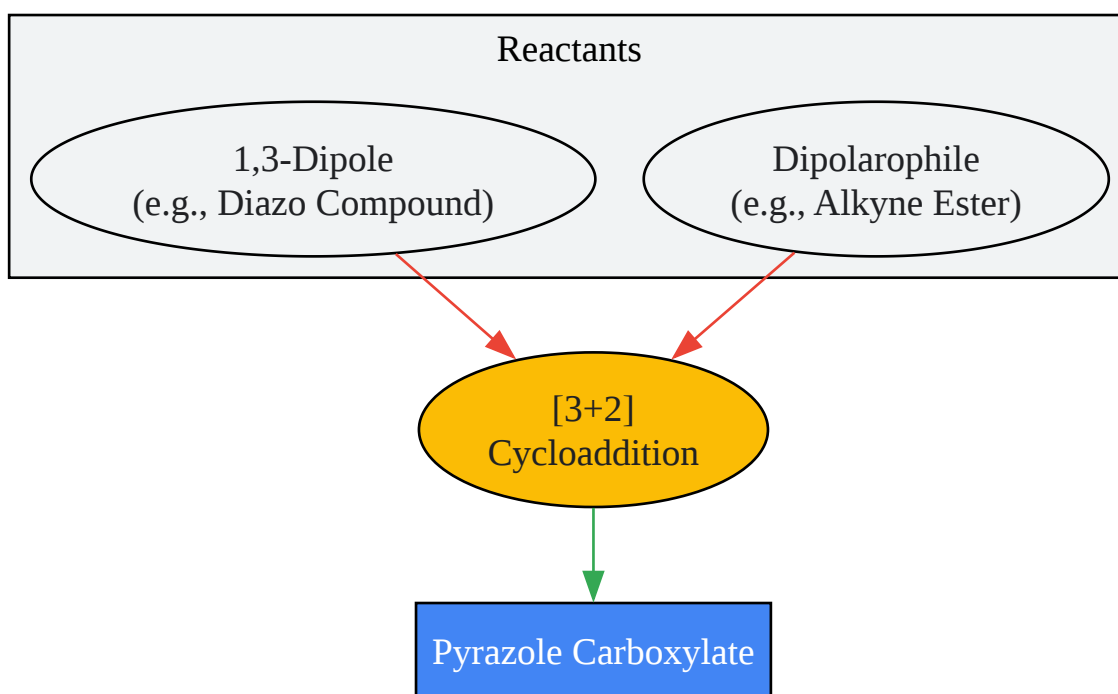 Reactants
1,3-Dipole
(e.g., Diazo Compound)
Dipolarophile
(e.g., Alkyne Ester)
[3+2]
Cycloaddition
Pyrazole Carboxylate